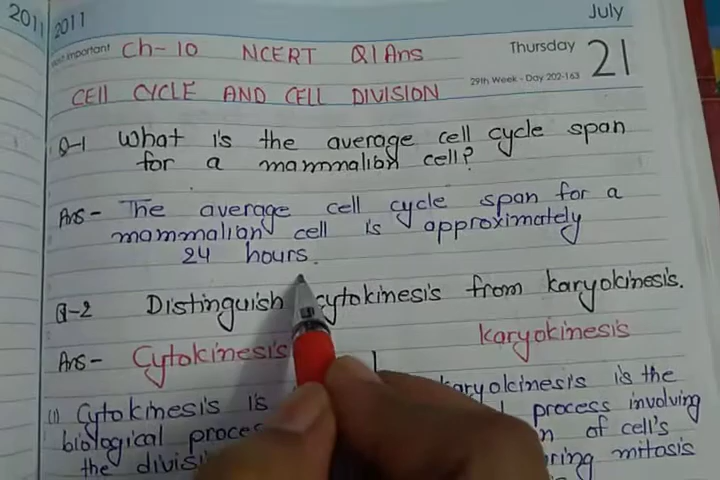 2011
2011
July
Most Important
Ch-10 NCERT Q|Ans
Thursday 21
29th Week - Day 202-163
CELL CYCLE AND CELL DIVISION
Q-1 What is the average cell cycle span
for a mammalian cell?
Ans- The average cell cycle span for a
mammalian cell is approximately
24 hours.
Q-2 Distinguish cytokinesis from karyokinesis.
Ans- Cytokinesis
Karyokinesis
(1) Cytokinesis is
biological
the
karyokinesis is the
process involving
of cell's
mitosis